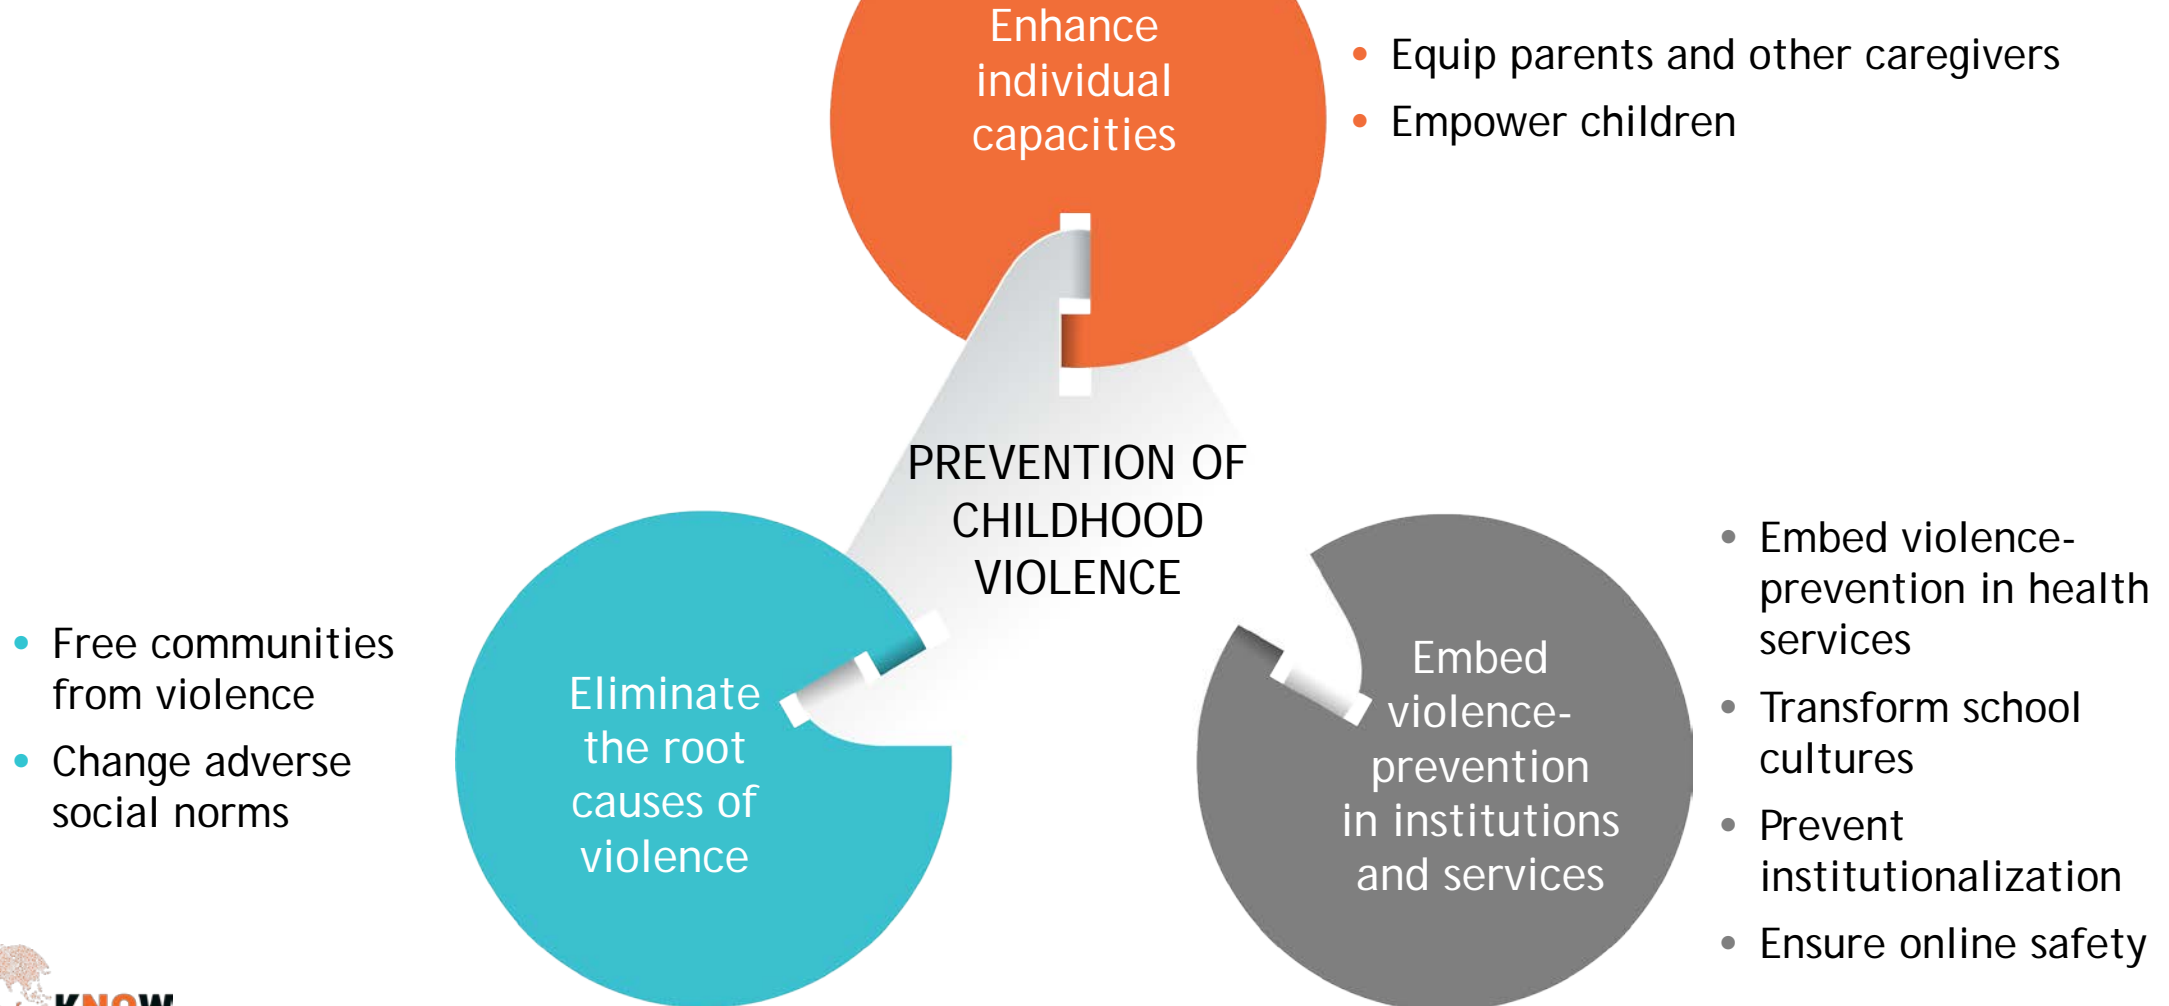 Enhance
individual
capacities
• Equip parents and other caregivers
• Empower children
PREVENTION OF
CHILDHOOD
VIOLENCE
• Free communities
from violence
• Change adverse
social norms
Eliminate
the root
causes of
violence
Embed
violence-
prevention
in institutions
and services
• Embed violence-
prevention in health
services
• Transform school
cultures
• Prevent
institutionalization
• Ensure online safety
KNOW